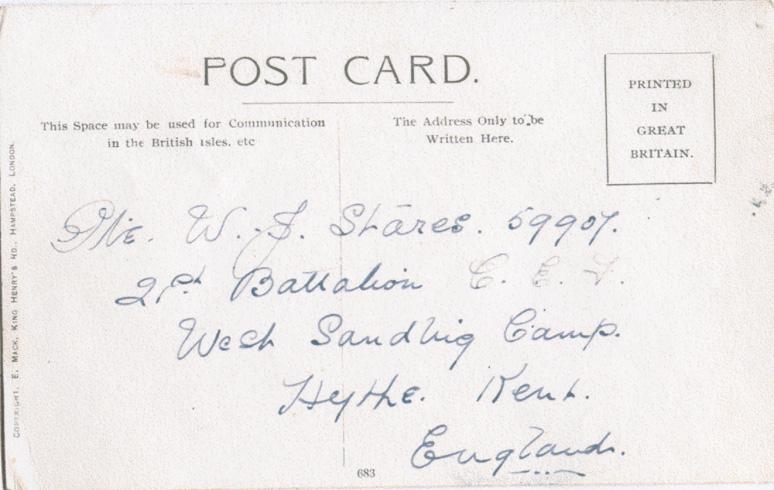 POST CARD.
This Space may be used for Communication
in the British Isles. etc
The Address Only to be
Written Here.
PRINTED
IN
GREAT
BRITAIN.
COPYRIGHT, E. MACK, KING HENRY'S RD., HAMPSTEAD, LONDON.
Pte. W. J. Stares. 59907.
21st Battalion C. E. F.
West Sandling Camp.
Hythe. Kent.
England.
683